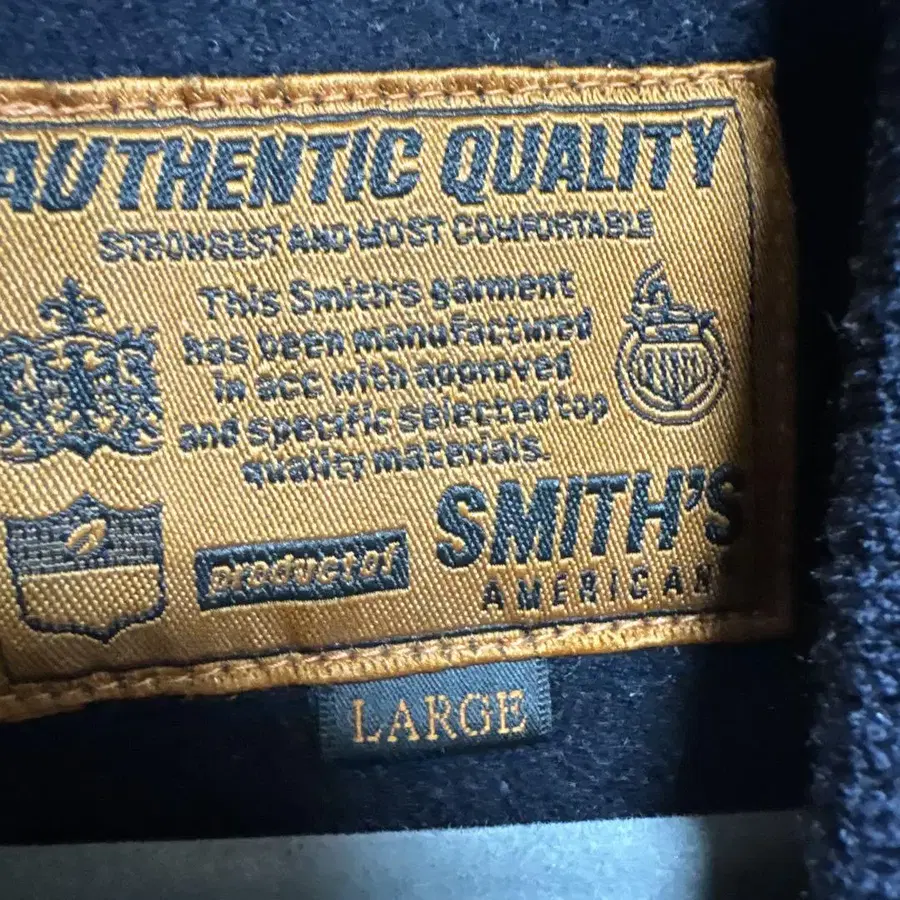 AUTHENTIC QUALITY
STRONGEST AND MOST COMFORTABLE
This Smith's garment
has been manufactured
in acc with approved
and specific selected top
quality materials.
product of
SMITH'S
AMERICAN
LARGE